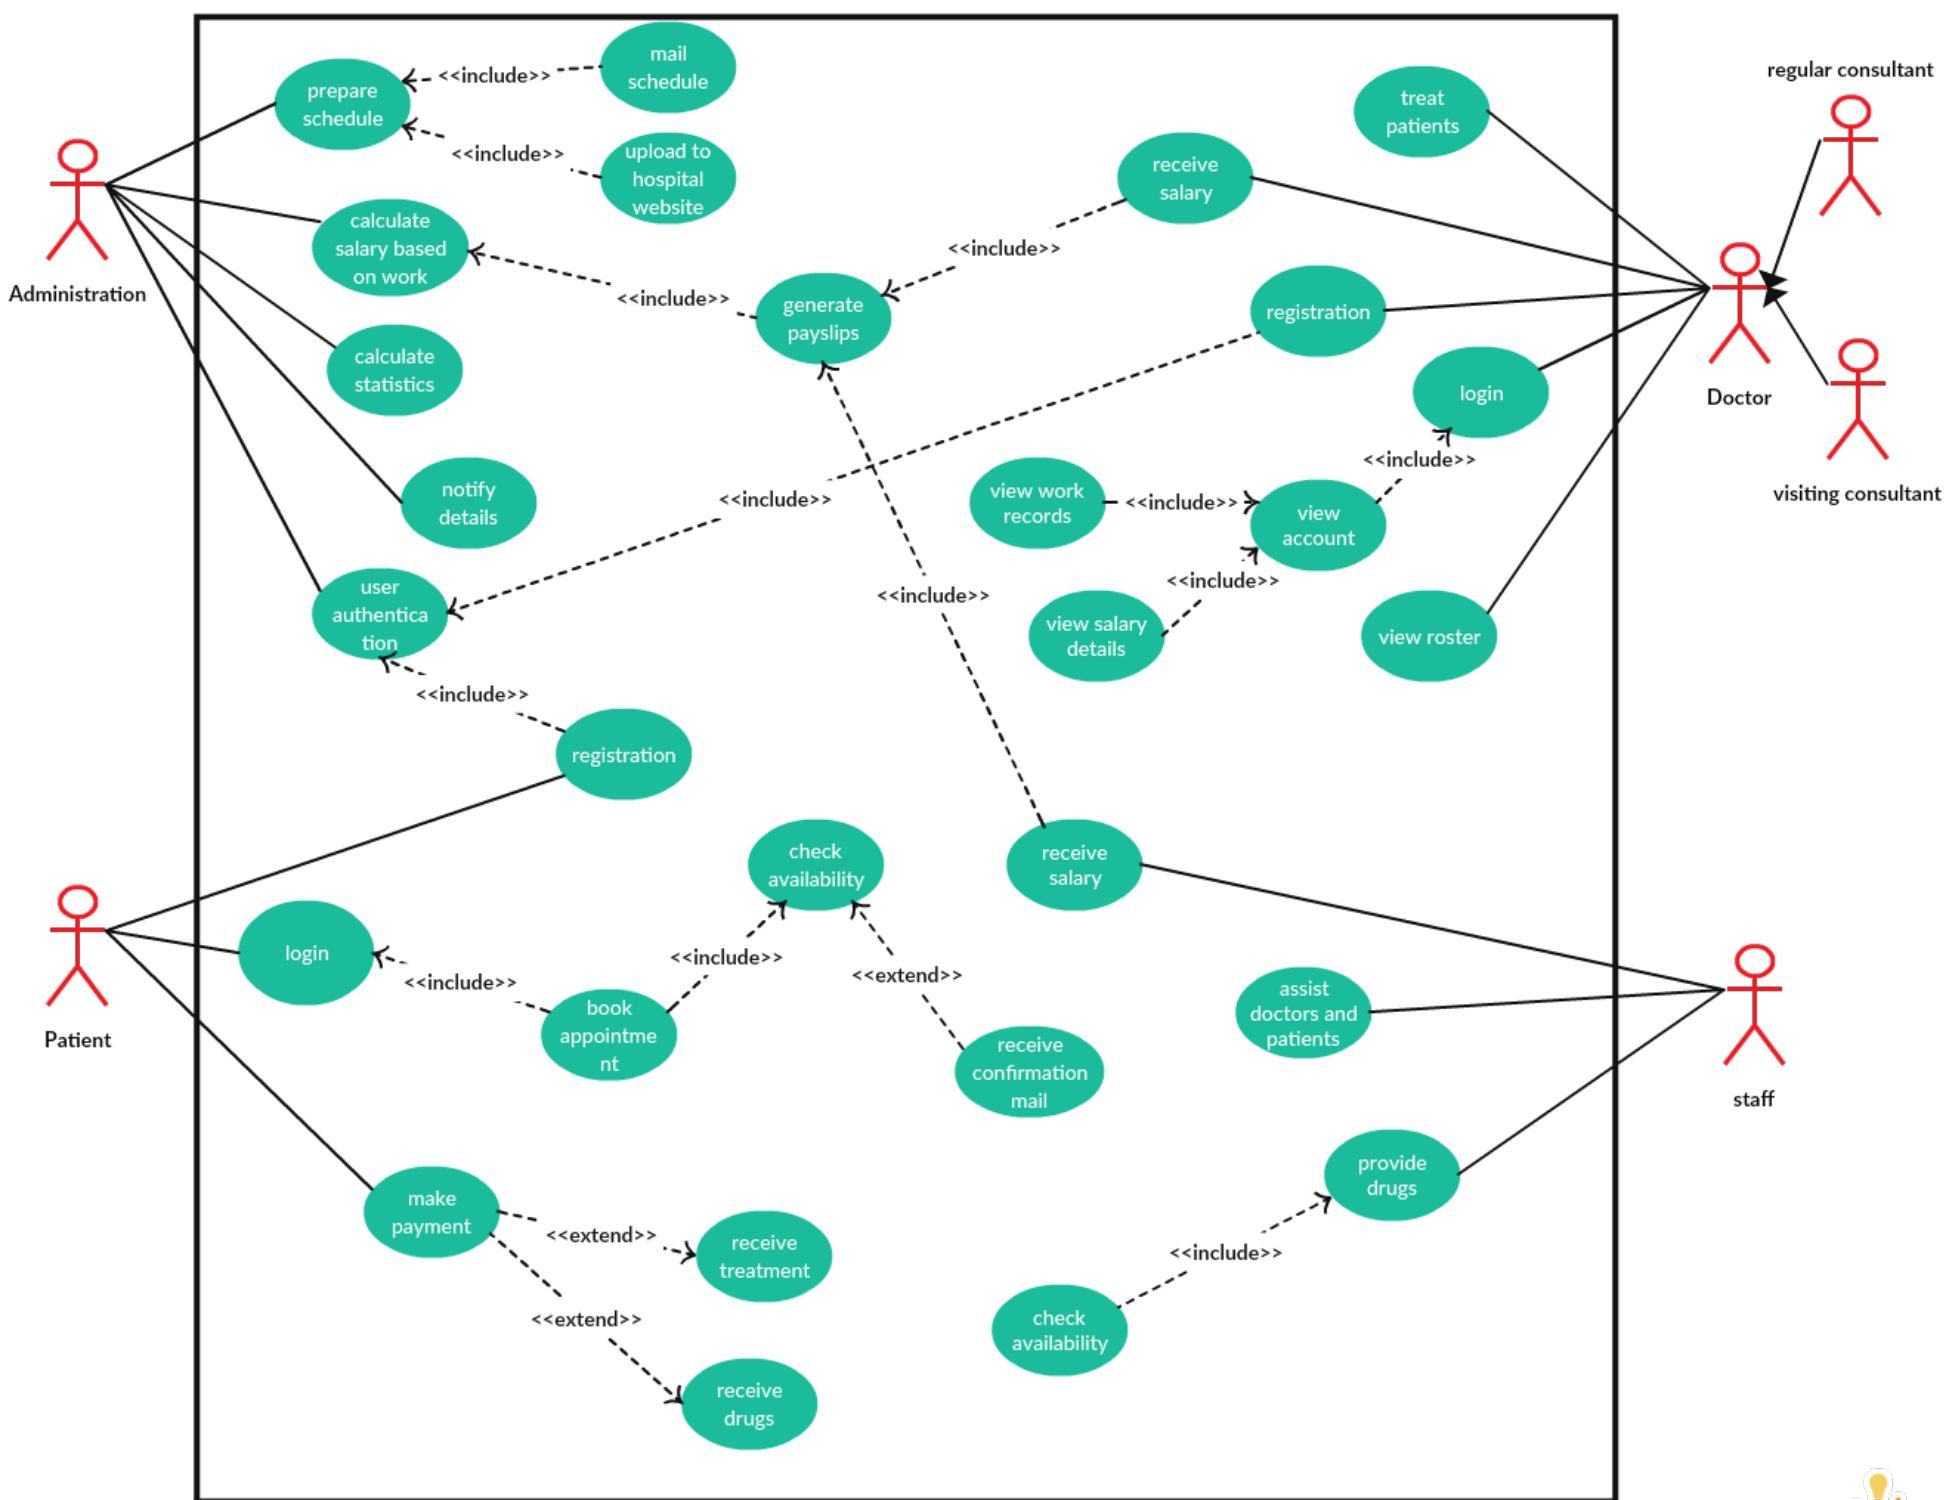 mail
schedule
<<include>>
prepare
schedule
<<include>>
upload to
hospital
website
regular consultant
treat
patients
receive
salary
Administration
calculate
salary based
on work
<<include>>
<<include>>
generate
payslips
registration
calculate
statistics
login
Doctor
<<include>>
visiting consultant
notify
details
<<include>>
view work
records
<<include>>
view
account
user
authentica
tion
<<include>>
<<include>>
view salary
details
view roster
<<include>>
registration
check
availability
receive
salary
login
<<include>>
<<include>>
<<extend>>
book
appointme
nt
assist
doctors and
patients
Patient
receive
confirmation
mail
staff
make
payment
provide
drugs
<<extend>>
receive
treatment
<<include>>
<<extend>>
check
availability
receive
drugs